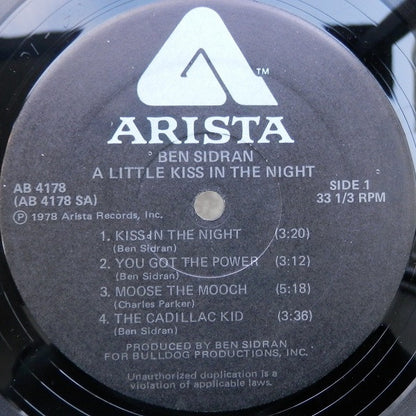 TM
ARISTA
BEN SIDRAN
A LITTLE KISS IN THE NIGHT
AB 4178
(AB 4178 SA)
Ⓟ 1978 Arista Records, Inc.
SIDE 1
33 1/3 RPM
1. KISS IN THE NIGHT (3:20)
(Ben Sidran)
2. YOU GOT THE POWER (3:12)
(Ben Sidran)
3. MOOSE THE MOOCH (5:18)
(Charles Parker)
4. THE CADILLAC KID (3:36)
(Ben Sidran)
PRODUCED BY BEN SIDRAN
FOR BULLDOG PRODUCTIONS, INC.
Unauthorized duplication is a
violation of applicable laws.